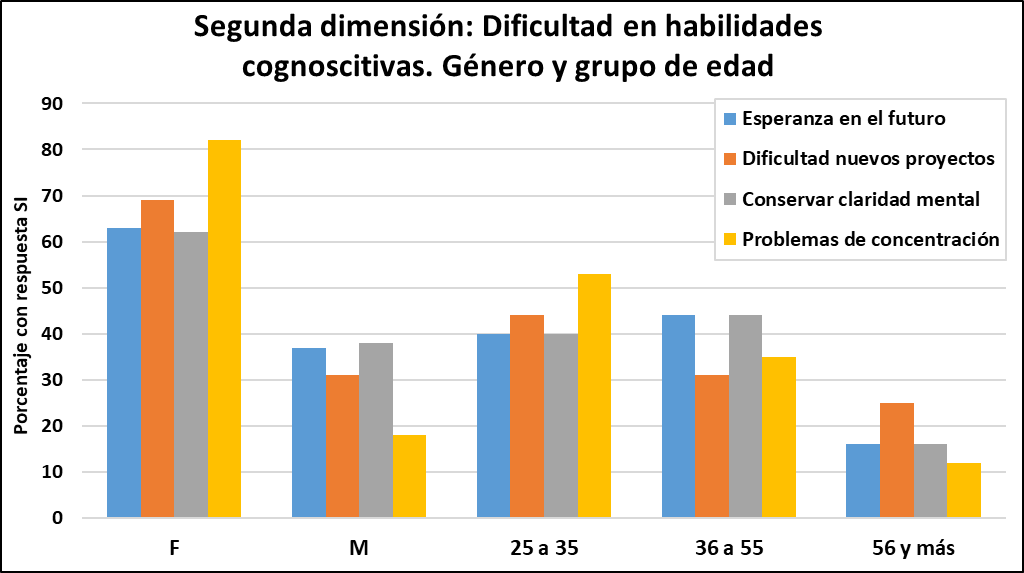 Segunda dimensión: Dificultad en habilidades
cognoscitivas. Género y grupo de edad
Porcentaje con respuesta SI
90
80
70
60
50
40
30
20
10
0
Esperanza en el futuro
Dificultad nuevos proyectos
Conservar claridad mental
Problemas de concentración
F M 25 a 35 36 a 55 56 y más